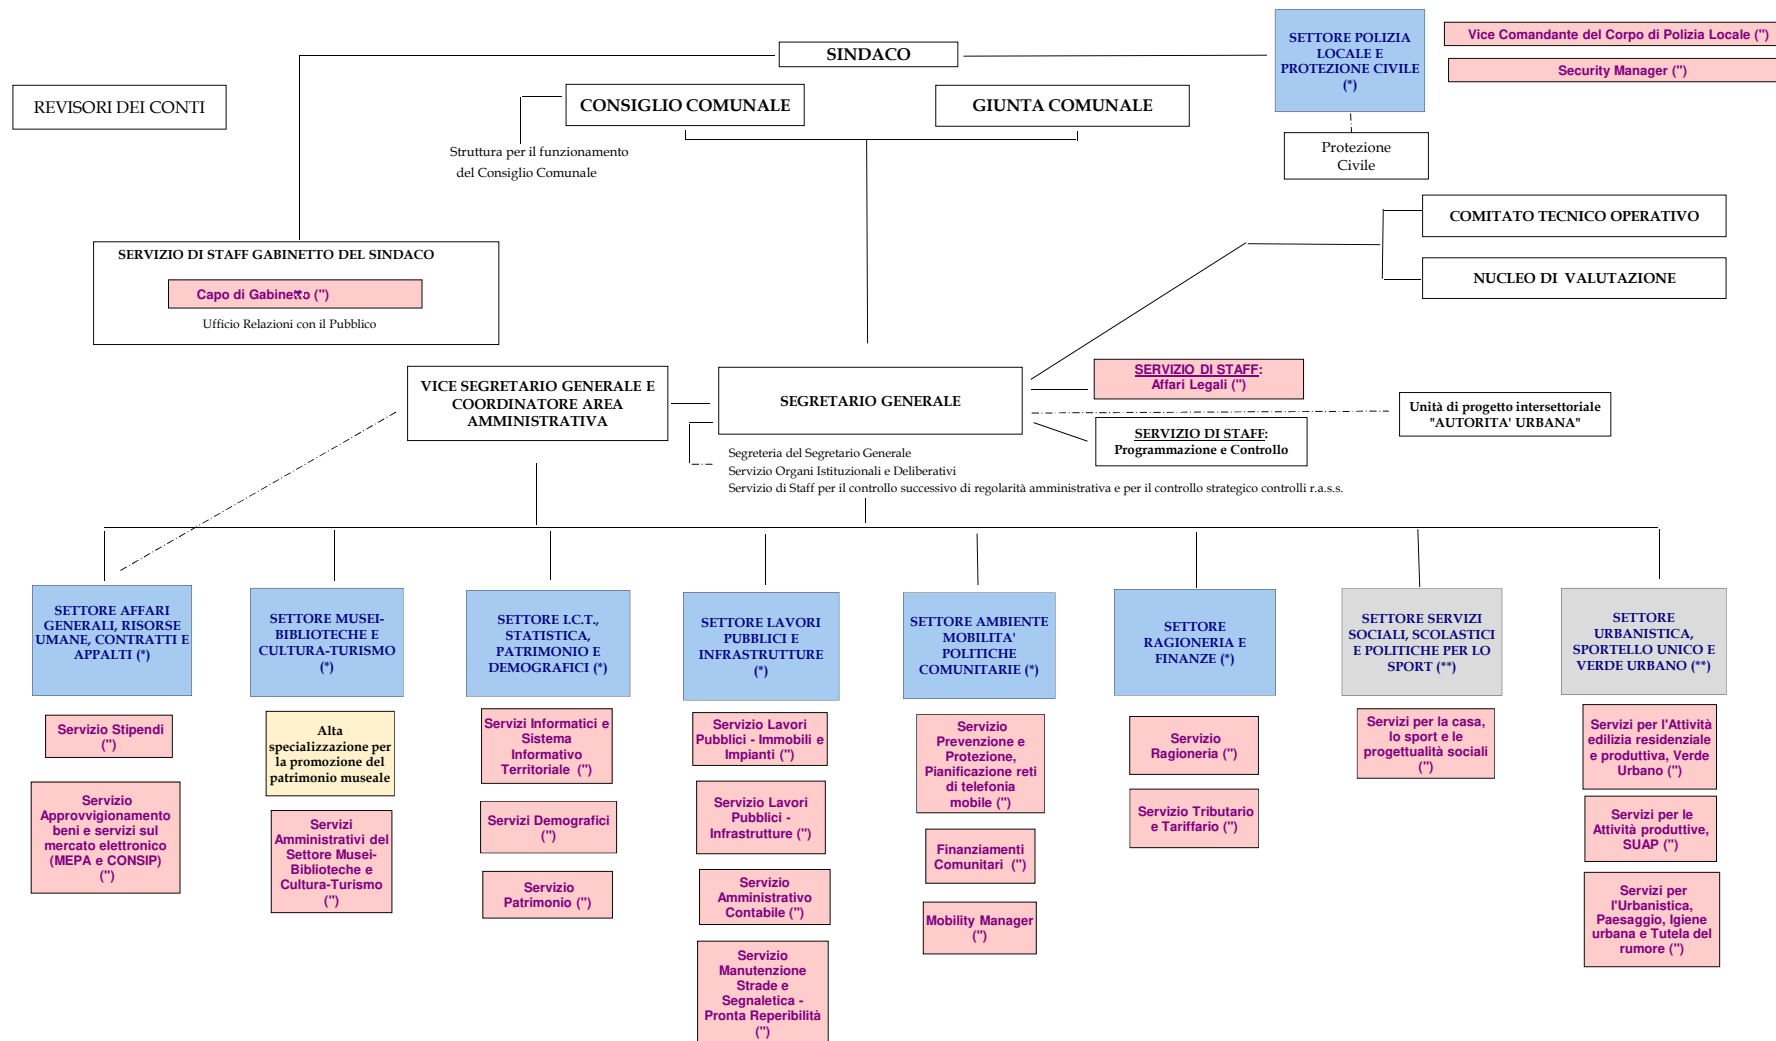 SINDACO
SETTORE POLIZIA
LOCALE E
PROTEZIONE CIVILE
(*)
Vice Comandante del Corpo di Polizia Locale (")
Security Manager (")
REVISORI DEI CONTI
CONSIGLIO COMUNALE
GIUNTA COMUNALE
Struttura per il funzionamento
del Consiglio Comunale
Protezione
Civile
COMITATO TECNICO OPERATIVO
NUCLEO DI VALUTAZIONE
SERVIZIO DI STAFF GABINETTO DEL SINDACO
Capo di Gabinetto (")
Ufficio Relazioni con il Pubblico
VICE SEGRETARIO GENERALE E
COORDINATORE AREA
AMMINISTRATIVA
SEGRETARIO GENERALE
SERVIZIO DI STAFF:
Affari Legali (")
Unità di progetto intersettoriale
"AUTORITA' URBANA"
SERVIZIO DI STAFF:
Programmazione e Controllo
Segreteria del Segretario Generale
Servizio Organi Istituzionali e Deliberativi
Servizio di Staff per il controllo successivo di regolarità amministrativa e per il controllo strategico controlli r.a.s.s.
SETTORE AFFARI
GENERALI, RISORSE
UMANE, CONTRATTI E
APPALTI (*)
Servizio Stipendi
(")
Servizio
Approvvigionamento
beni e servizi sul
mercato elettronico
(MEPA e CONSIP)
(")
SETTORE MUSEI-
BIBLIOTECHE E
CULTURA-TURISMO
(*)
Alta
specializzazione per
la promozione del
patrimonio museale
Servizi
Amministrativi del
Settore Musei-
Biblioteche e
Cultura-Turismo
(")
SETTORE I.C.T.,
STATISTICA,
PATRIMONIO E
DEMOGRAFICI (*)
Servizi Informatici e
Sistema
Informativo
Territoriale (")
Servizi Demografici
(")
Servizio
Patrimonio (")
SETTORE LAVORI
PUBBLICI E
INFRASTRUTTURE
(*)
Servizio Lavori
Pubblici - Immobili e
Impianti (")
Servizio Lavori
Pubblici -
Infrastrutture (")
Servizio
Amministrativo
Contabile (")
Servizio
Manutenzione
Strade e
Segnaletica -
Pronta Reperibilità
(")
SETTORE AMBIENTE
MOBILITA'
POLITICHE
COMUNITARIE (*)
Servizio
Prevenzione e
Protezione,
Pianificazione reti
di telefonia
mobile (")
Finanziamenti
Comunitari (")
Mobility Manager
(")
SETTORE
RAGIONERIA E
FINANZE (*)
Servizio
Ragioneria (")
Servizio Tributario
e Tariffario (")
SETTORE SERVIZI
SOCIALI, SCOLASTICI
E POLITICHE PER LO
SPORT (**)
Servizi per la casa,
lo sport e le
progettualità sociali
(")
SETTORE
URBANISTICA,
SPORTELLO UNICO E
VERDE URBANO (**)
Servizi per l'Attività
edilizia residenziale
e produttiva, Verde
Urbano (")
Servizi per le
Attività produttive,
SUAP (")
Servizi per
l'Urbanistica,
Paesaggio, Igiene
urbana e Tutela del
rumore (")